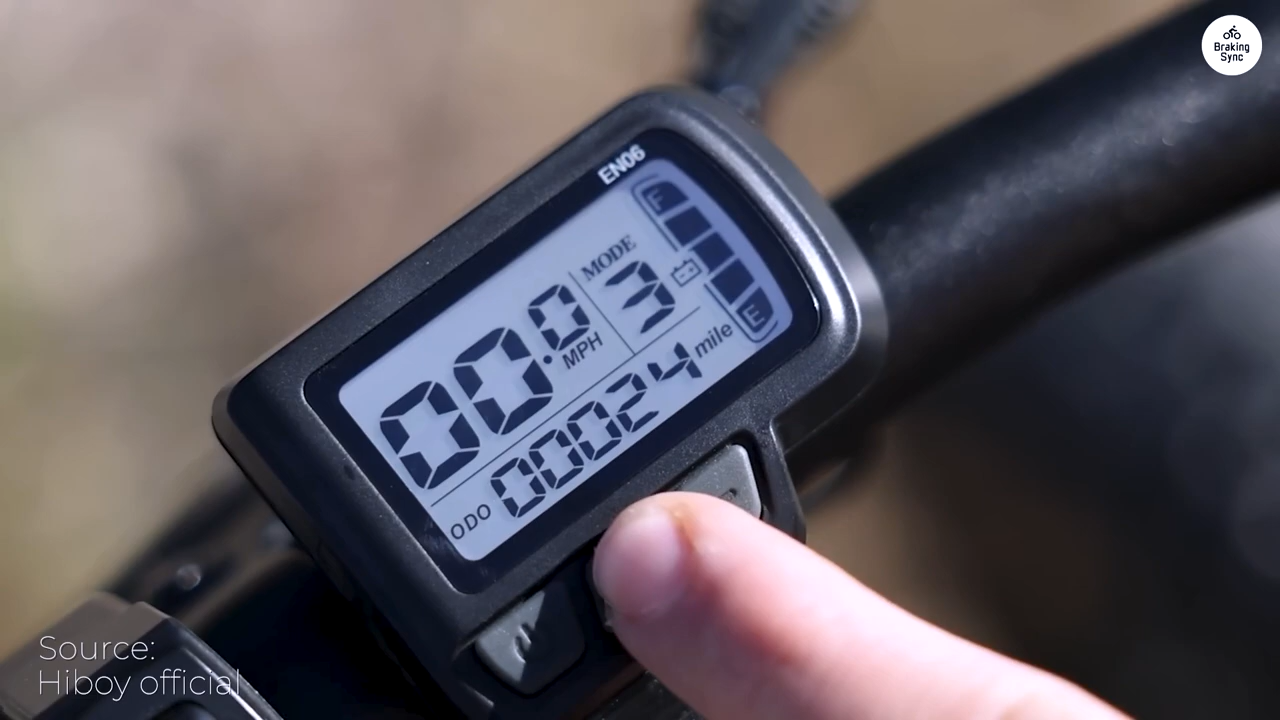 Braking
Sync
EN06
F
MODE
3
00.0
MPH
E
ODO
00024
mile
Source:
Hiboy official